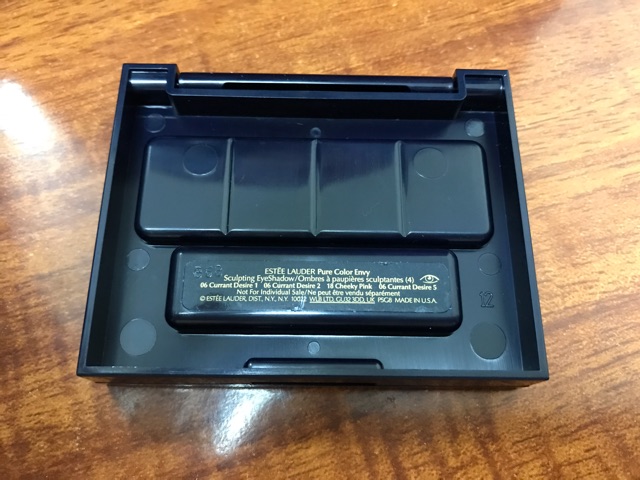 ESTĒE LAUDER Pure Color Envy
Sculpting EyeShadow/Ombres à paupières sculptantes (4)
06 Currant Desire 1 06 Currant Desire 2 18 Cheeky Pink 06 Currant Desire 5
Not For Individual Sale/Ne peut être vendu séparément
© ESTĒE LAUDER, DIST., N.Y., N.Y. 10022 WLB LTD, GU32 3DD, UK P5G8 MADE IN U.S.A.
12